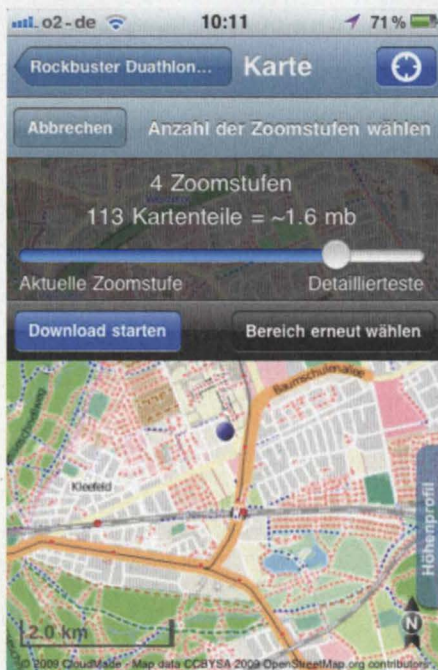 o2-de 10:11 71%
Rockbuster Duathlon... Karte
Abbrechen Anzahl der Zoomstufen wählen
4 Zoomstufen
113 Kartenteile = ~1.6 mb
Aktuelle Zoomstufe Detaillierteste
Download starten Bereich erneut wählen
Baumschulenallee
Kleefeld
Höhenprofil
2.0 km
N
© 2009 CloudMade - Map data CCBYSA 2009 OpenStreetMap.org contributors